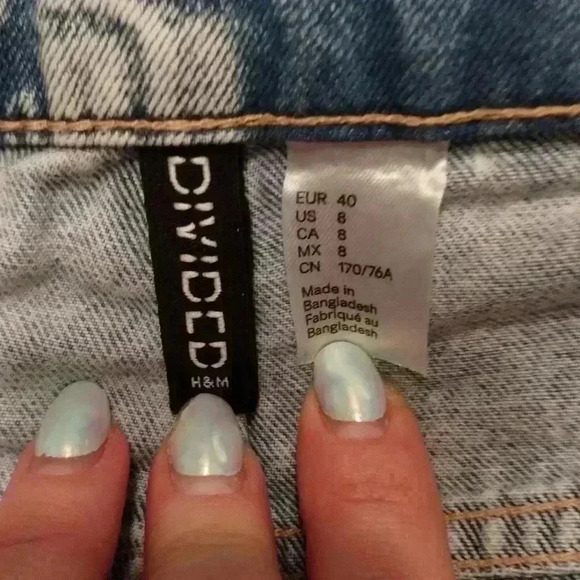 DIVIDED
H&M
EUR 40
US 8
CA 8
MX 8
CN 170/76A
Made in
Bangladesh
Fabriqué au
Bangladesh